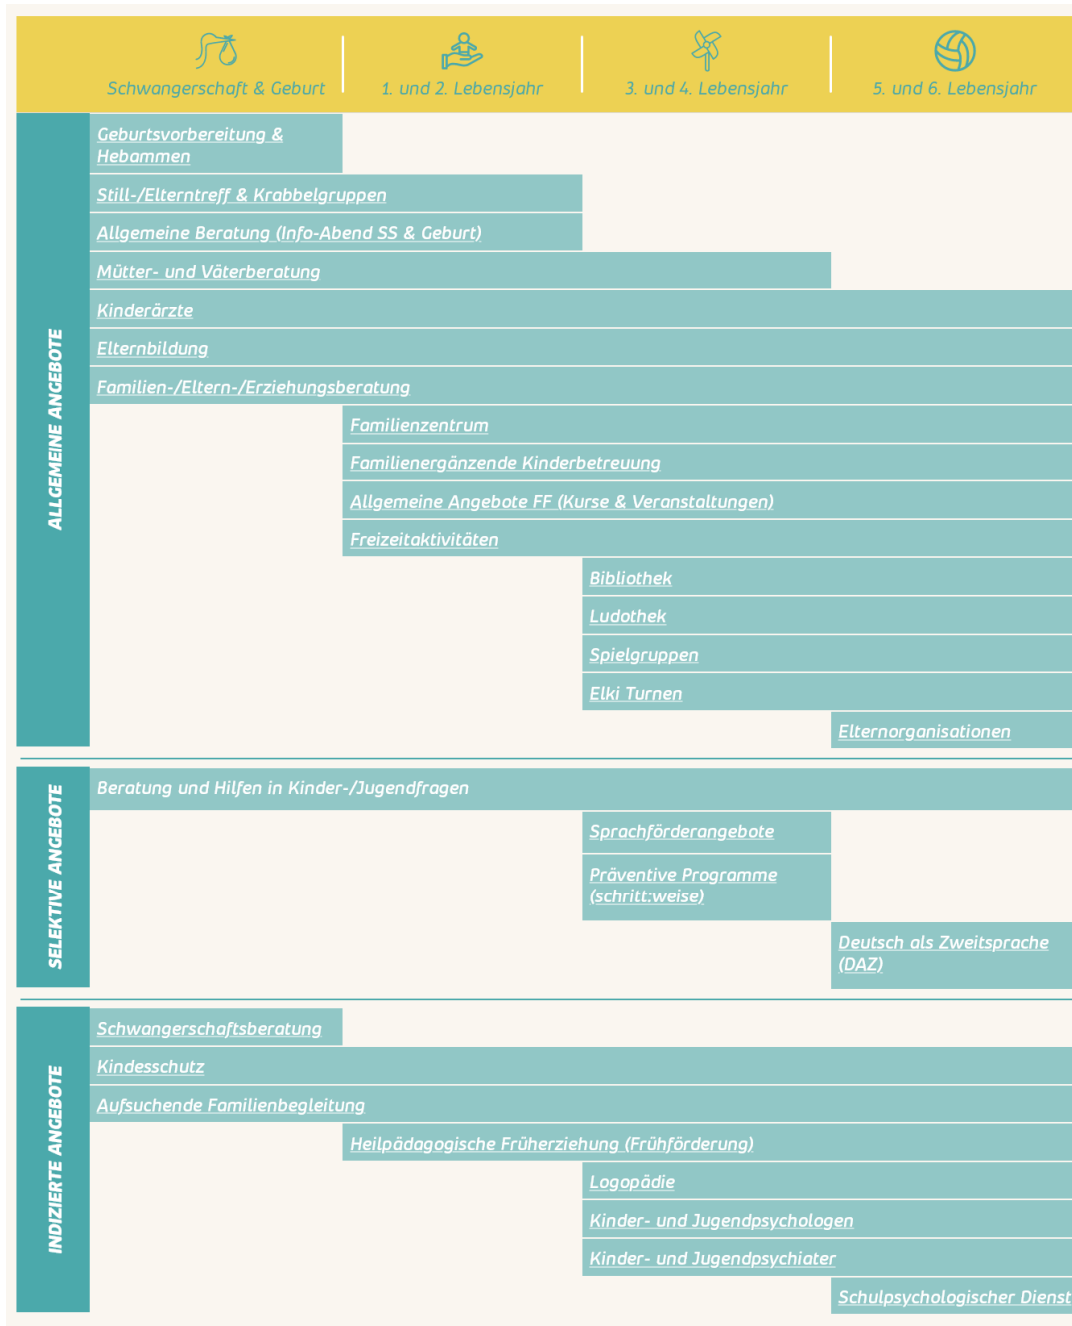 Schwangerschaft & Geburt
1. und 2. Lebensjahr
3. und 4. Lebensjahr
5. und 6. Lebensjahr
ALLGEMEINE ANGEBOTE
Geburtsvorbereitung &
Hebammen
Still-/Elterntreff & Krabbelgruppen
Allgemeine Beratung (Info-Abend SS & Geburt)
Mütter- und Väterberatung
Kinderärzte
Elternbildung
Familien-/Eltern-/Erziehungsberatung
Familienzentrum
Familienergänzende Kinderbetreuung
Allgemeine Angebote FF (Kurse & Veranstaltungen)
Freizeitaktivitäten
Bibliothek
Ludothek
Spielgruppen
Elki Turnen
Elternorganisationen
SELEKTIVE ANGEBOTE
Beratung und Hilfen in Kinder-/Jugendfragen
Sprachförderangebote
Präventive Programme
(schritt:weise)
Deutsch als Zweitsprache
(DAZ)
INDIZIERTE ANGEBOTE
Schwangerschaftsberatung
Kindesschutz
Aufsuchende Familienbegleitung
Heilpädagogische Früherziehung (Frühförderung)
Logopädie
Kinder- und Jugendpsychologen
Kinder- und Jugendpsychiater
Schulpsychologischer Dienst